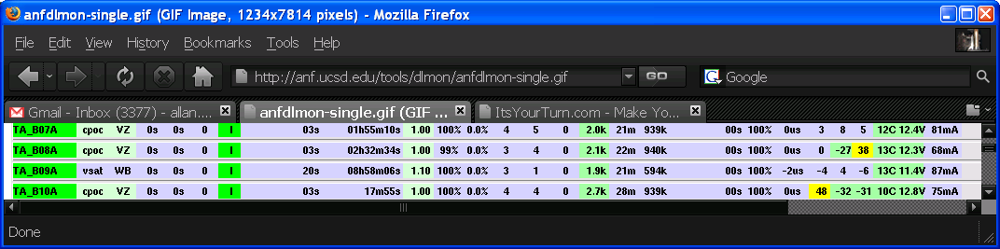 anfdlmon-single.gif (GIF Image, 1234x7814 pixels) - Mozilla Firefox
File Edit View History Bookmarks Tools Help
http://anf.ucsd.edu/tools/dlmon/anfdlmon-single.gif GO G Google
Gmail - Inbox (3377) - allan.... anfdlmon-single.gif (GIF ... ItsYourTurn.com - Make Yo...
TA_B07A cpoc VZ 0s 0s 0 I 03s 01h55m10s 1.00 100% 0.0% 4 5 0 2.0k 21m 939k 00s 100% 0us 3 8 5 12C 12.4V 81mA
TA_B08A cpoc VZ 0s 0s 0 I 03s 02h32m34s 1.00 99% 0.0% 3 4 0 2.1k 22m 940k 00s 100% 0us 0 -27 38 13C 12.3V 68mA
TA_B09A vsat WB 0s 0s 0 I 20s 08h58m06s 1.10 100% 0.0% 3 1 0 1.9k 21m 594k 00s 100% -2us -4 4 -6 13C 11.4V 87mA
TA_B10A cpoc VZ 0s 0s 0 I 03s 17m55s 1.00 100% 0.0% 4 4 0 2.7k 28m 939k 00s 100% 0us 48 -32 -31 10C 12.8V 75mA
Done